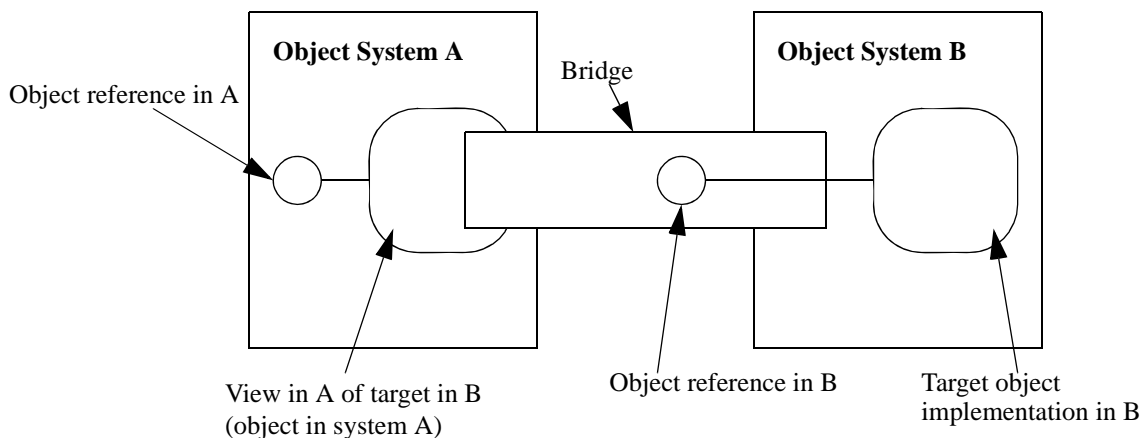 Object System A
Object System B
Bridge
Object reference in A
View in A of target in B
(object in system A)
Object reference in B
Target object
implementation in B